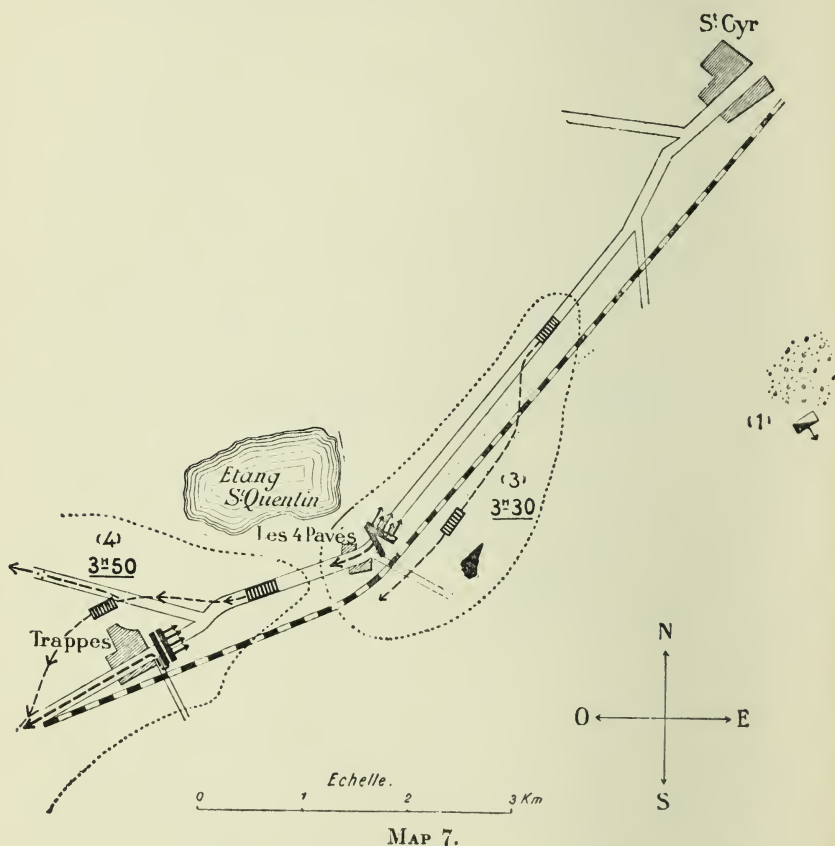 St Cyr
(1)
(3)
3H30
Etang
St Quentin
Les 4 Pavés
(4)
3H50
Trappes
N
O E
S
Echelle.
0 1 2 3 Km
MAP 7.